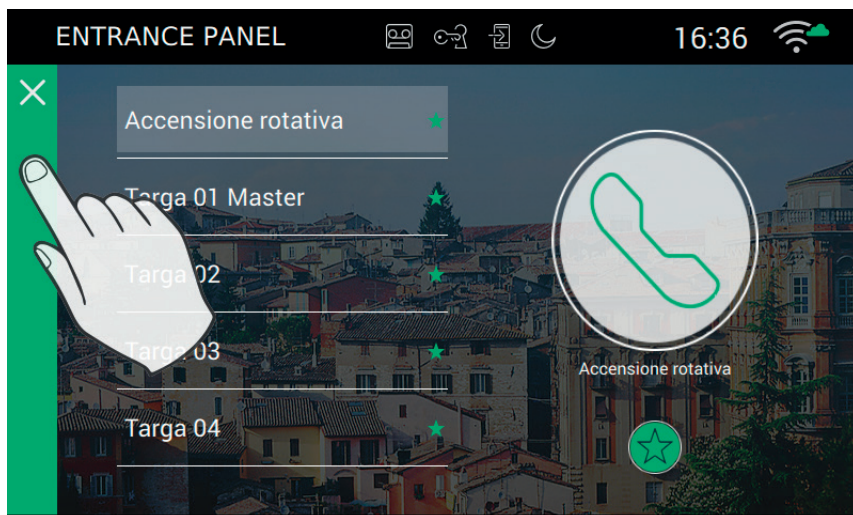 ENTRANCE PANEL 16:36
Accensione rotativa
Targa 01 Master
Targa 02
Targa 03
Targa 04
Accensione rotativa